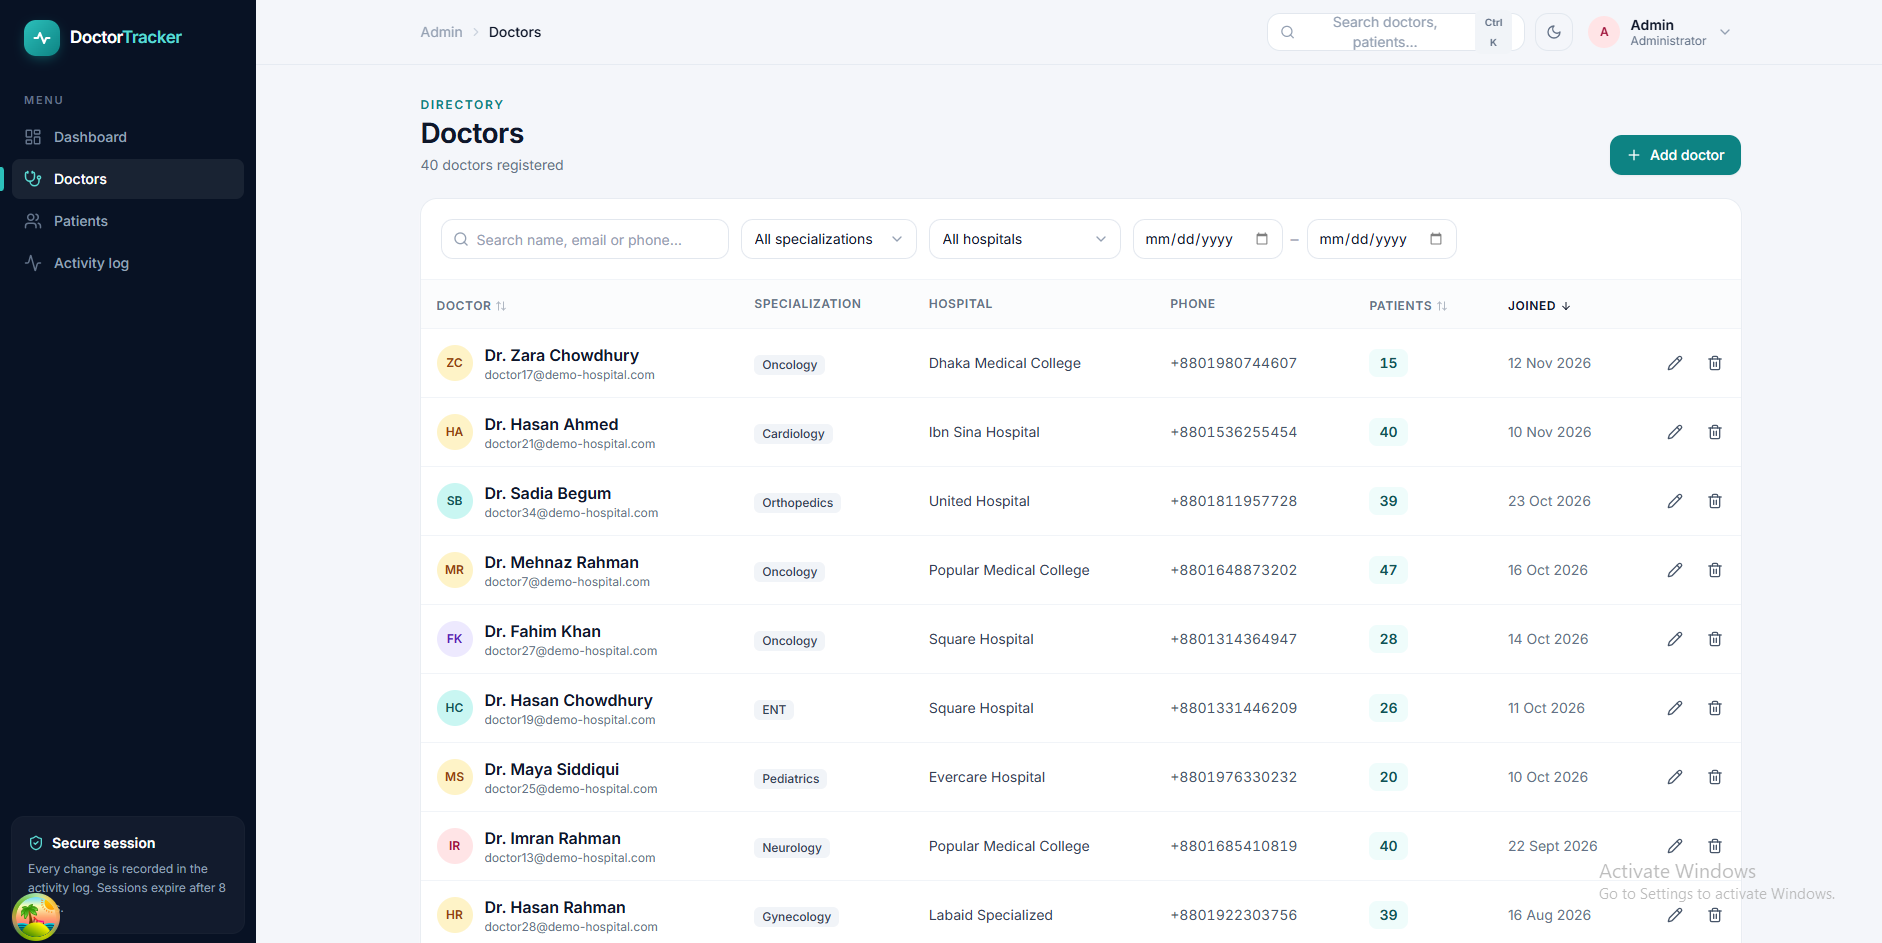 DoctorTracker
MENU
Dashboard
Doctors
Patients
Activity log
Secure session
Every change is recorded in the
activity log. Sessions expire after 8
Admin > Doctors
Search doctors,
patients...
Ctrl
K
A
Admin
Administrator
DIRECTORY
Doctors
40 doctors registered
+ Add doctor
Search name, email or phone...
All specializations
All hospitals
mm/dd/yyyy – mm/dd/yyyy
DOCTOR SPECIALIZATION HOSPITAL PHONE PATIENTS JOINED
ZC Dr. Zara Chowdhury
doctor17@demo-hospital.com
Oncology Dhaka Medical College +8801980744607 15 12 Nov 2026
HA Dr. Hasan Ahmed
doctor21@demo-hospital.com
Cardiology Ibn Sina Hospital +8801536255454 40 10 Nov 2026
SB Dr. Sadia Begum
doctor34@demo-hospital.com
Orthopedics United Hospital +8801811957728 39 23 Oct 2026
MR Dr. Mehnaz Rahman
doctor7@demo-hospital.com
Oncology Popular Medical College +8801648873202 47 16 Oct 2026
FK Dr. Fahim Khan
doctor27@demo-hospital.com
Oncology Square Hospital +8801314364947 28 14 Oct 2026
HC Dr. Hasan Chowdhury
doctor19@demo-hospital.com
ENT Square Hospital +8801331446209 26 11 Oct 2026
MS Dr. Maya Siddiqui
doctor25@demo-hospital.com
Pediatrics Evercare Hospital +8801976330232 20 10 Oct 2026
IR Dr. Imran Rahman
doctor13@demo-hospital.com
Neurology Popular Medical College +8801685410819 40 22 Sept 2026
HR Dr. Hasan Rahman
doctor28@demo-hospital.com
Gynecology Labaid Specialized +8801922303756 39 16 Aug 2026
Activate Windows
Go to Settings to activate Windows.